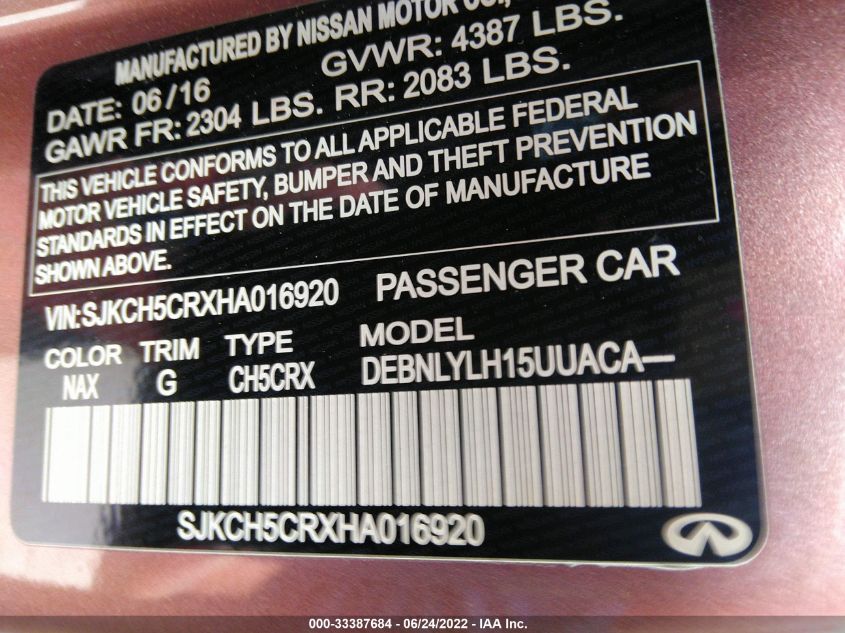 MANUFACTURED BY NISSAN MOTOR CO.,
DATE: 06/16 GVWR: 4387 LBS.
GAWR FR: 2304 LBS. RR: 2083 LBS.
THIS VEHICLE CONFORMS TO ALL APPLICABLE FEDERAL
MOTOR VEHICLE SAFETY, BUMPER AND THEFT PREVENTION
STANDARDS IN EFFECT ON THE DATE OF MANUFACTURE
SHOWN ABOVE.
VIN: SJKCH5CRXHA016920 PASSENGER CAR
COLOR TRIM TYPE MODEL
NAX G CH5CRX DEBNLYLH15UUACA—
SJKCH5CRXHA016920
000-33387684 - 06/24/2022 - IAA Inc.